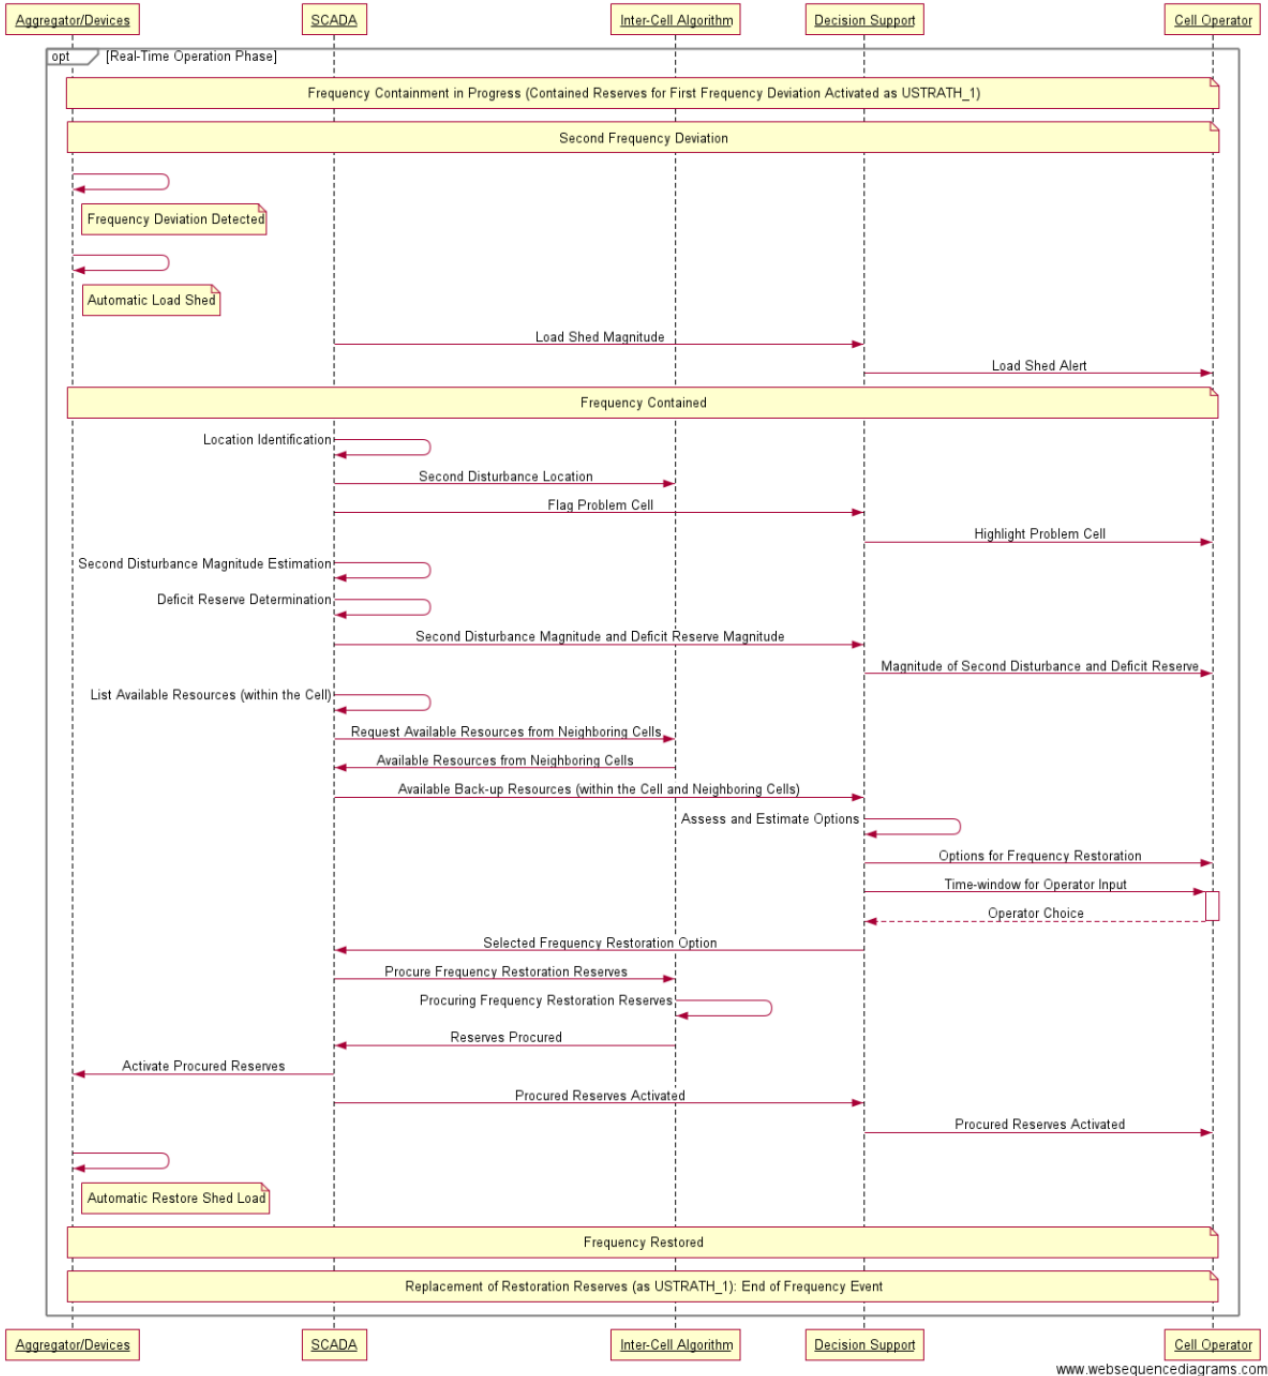 Aggregator/Devices
SCADA
Inter-Cell Algorithm
Decision Support
Cell Operator
opt
[Real-Time Operation Phase]
Frequency Containment in Progress (Contained Reserves for First Frequency Deviation Activated as USTRATH_1)
Second Frequency Deviation
Frequency Deviation Detected
Automatic Load Shed
Load Shed Magnitude
Load Shed Alert
Frequency Contained
Location Identification
Second Disturbance Location
Flag Problem Cell
Highlight Problem Cell
Second Disturbance Magnitude Estimation
Deficit Reserve Determination
Second Disturbance Magnitude and Deficit Reserve Magnitude
Magnitude of Second Disturbance and Deficit Reserve
List Available Resources (within the Cell)
Request Available Resources from Neighboring Cells
Available Resources from Neighboring Cells
Available Back-up Resources (within the Cell and Neighboring Cells)
Assess and Estimate Options
Options for Frequency Restoration
Time-window for Operator Input
Operator Choice
Selected Frequency Restoration Option
Procure Frequency Restoration Reserves
Procuring Frequency Restoration Reserves
Reserves Procured
Activate Procured Reserves
Procured Reserves Activated
Procured Reserves Activated
Automatic Restore Shed Load
Frequency Restored
Replacement of Restoration Reserves (as USTRATH_1): End of Frequency Event
Aggregator/Devices
SCADA
Inter-Cell Algorithm
Decision Support
Cell Operator
www.websequencediagrams.com